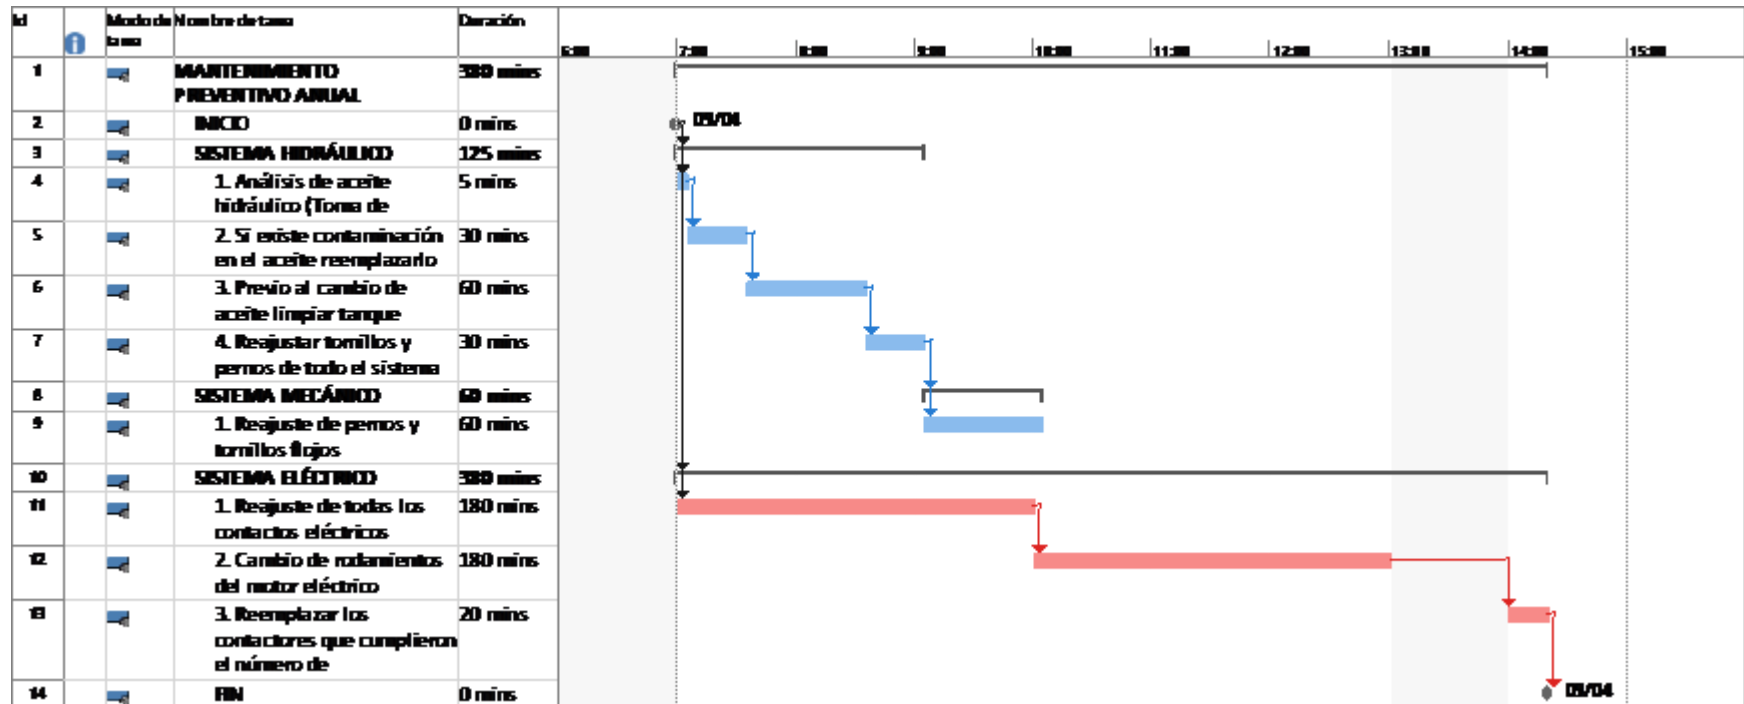 Id Modo de Nombre de tarea Duración
tarea
6:00 7:00 8:00 9:00 10:00 11:00 12:00 13:00 14:00 15:00
1 MANTENIMIENTO 380 mins
PREVENTIVO ANUAL
2 INICIO 0 mins
3 SISTEMA HIDRÁULICO 125 mins
4 1. Análisis de aceite 5 mins
hidráulico (Toma de
5 2. Sí existe contaminación 30 mins
en el aceite reemplazarlo
6 3. Previo al cambio de 60 mins
aceite limpiar tanque
7 4. Reajustar tornillos y 30 mins
pernos de todo el sistema
8 SISTEMA MECÁNICO 60 mins
9 1. Reajuste de pernos y 60 mins
tornillos flojos
10 SISTEMA ELÉCTRICO 380 mins
11 1. Reajuste de todas los 180 mins
contactos eléctricos
12 2. Cambio de rodamientos 180 mins
del motor eléctrico
13 3. Reemplazar los 20 mins
contactores que cumplieron
el número de
14 FIN 0 mins